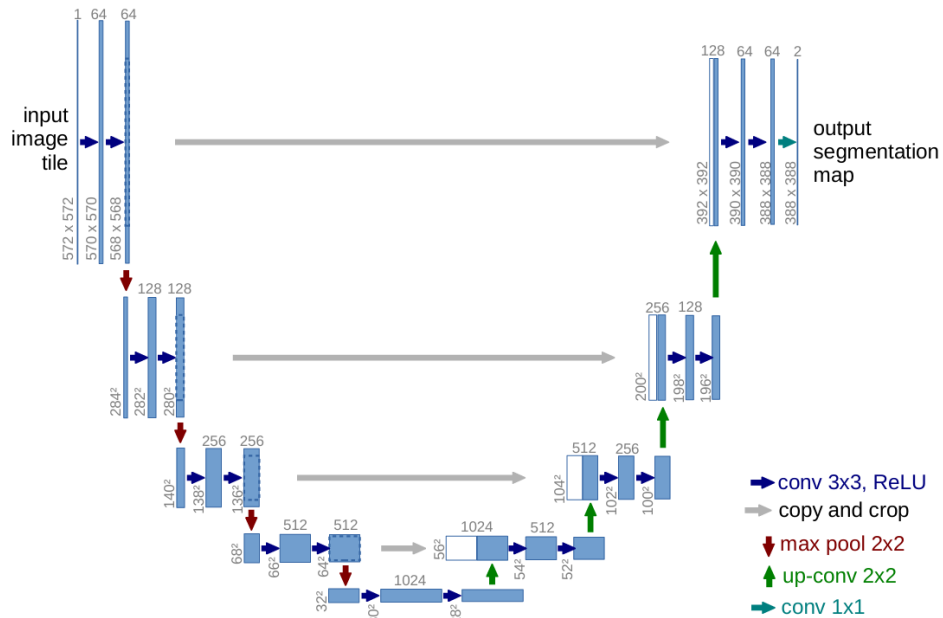 1 64 64
input
image
tile
572 x 572
570 x 570
568 x 568
128 64 64 2
output
segmentation
map
392 x 392
390 x 390
388 x 388
388 x 388
128 128
284²
282²
280²
256 128
200²
198²
196²
256 256
140²
138²
136²
512 256
104²
102²
100²
512 512
68²
66²
64²
1024 512
56²
54²
52²
1024
32²
conv 3x3, ReLU
copy and crop
max pool 2x2
up-conv 2x2
conv 1x1